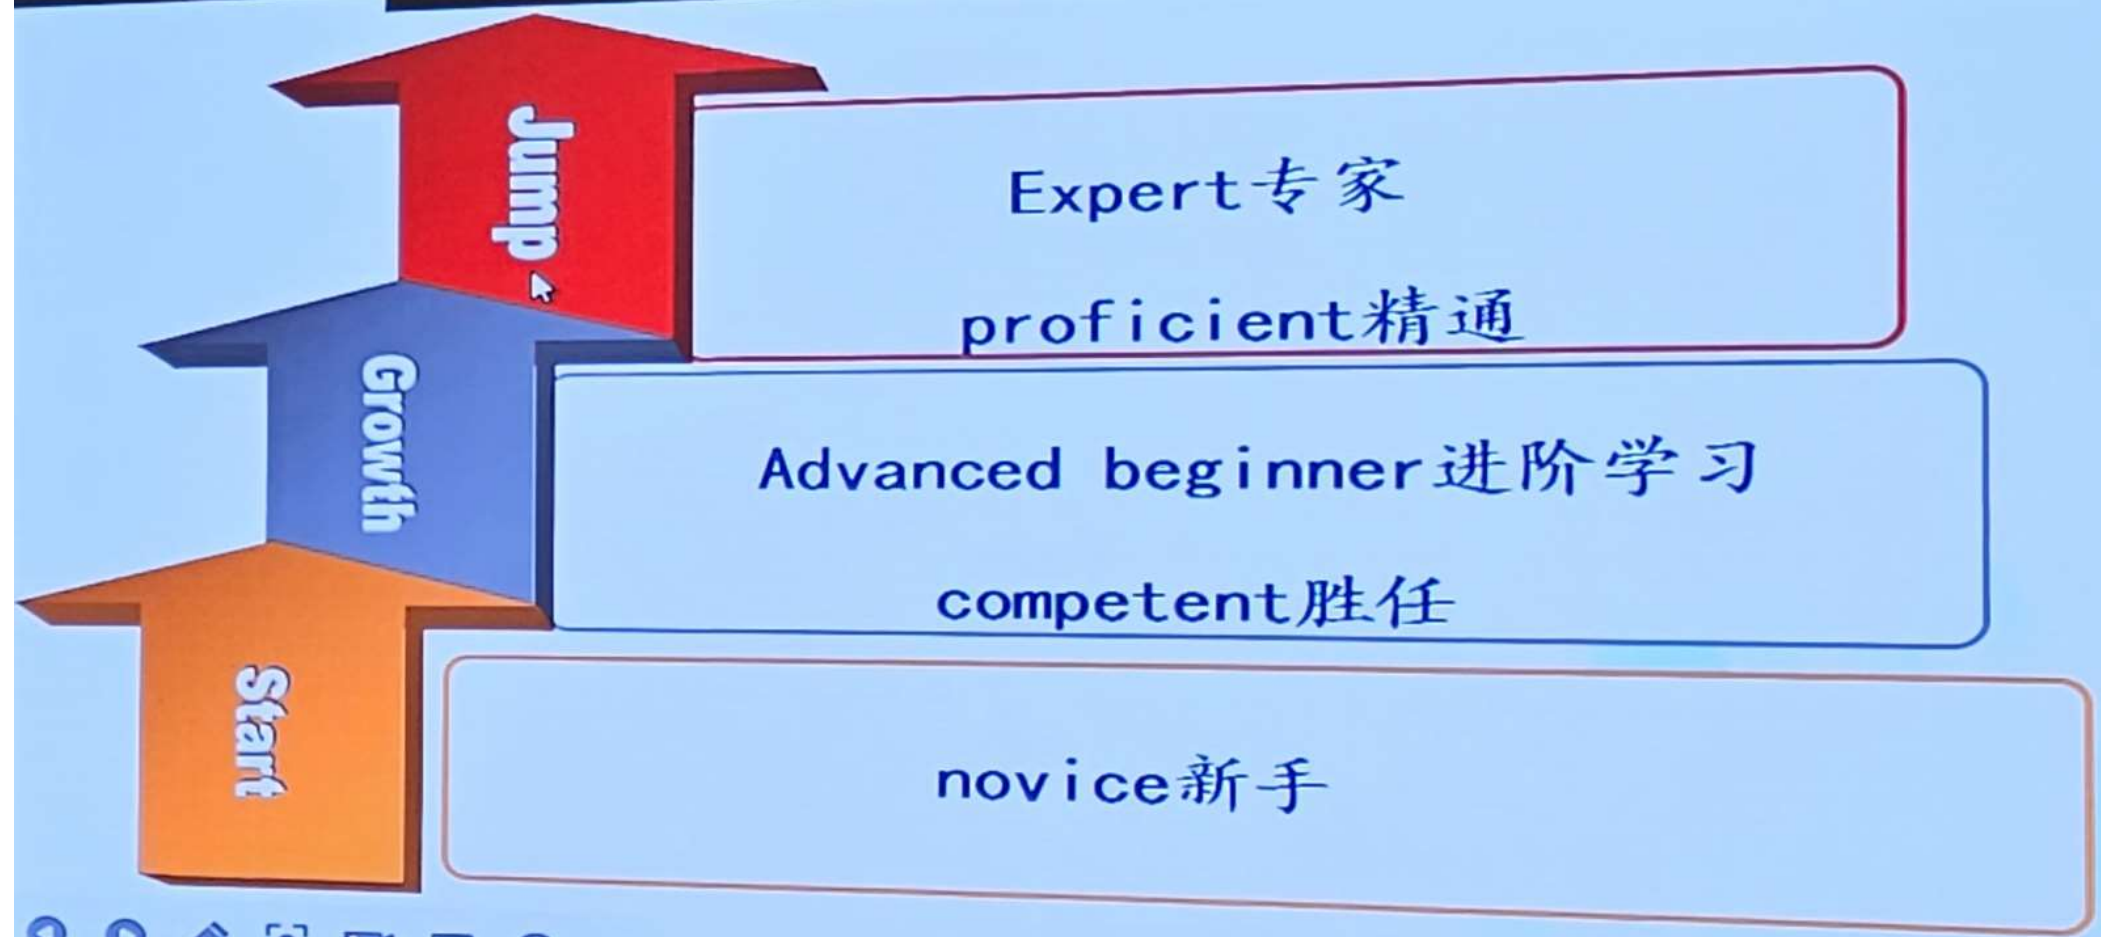 Jump
Expert专家
proficient精通
Growth
Advanced beginner进阶学习
competent胜任
Start
novice新手